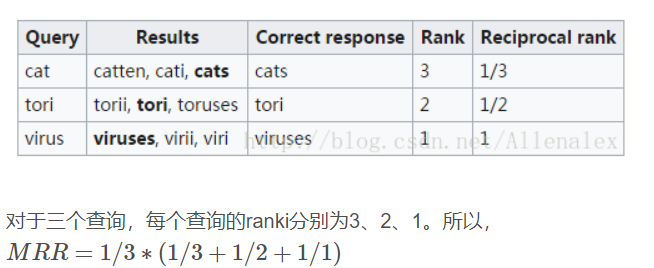 Query Results Correct response Rank Reciprocal rank
cat catten, cati, cats cats 3 1/3
tori torii, tori, toruses tori 2 1/2
virus viruses, virii, viri viruses 1 1
http://blog.csdn.net/Allenalex
对于三个查询，每个查询的ranki分别为3、2、1。所以，
MRR = 1/3 * (1/3 + 1/2 + 1/1)